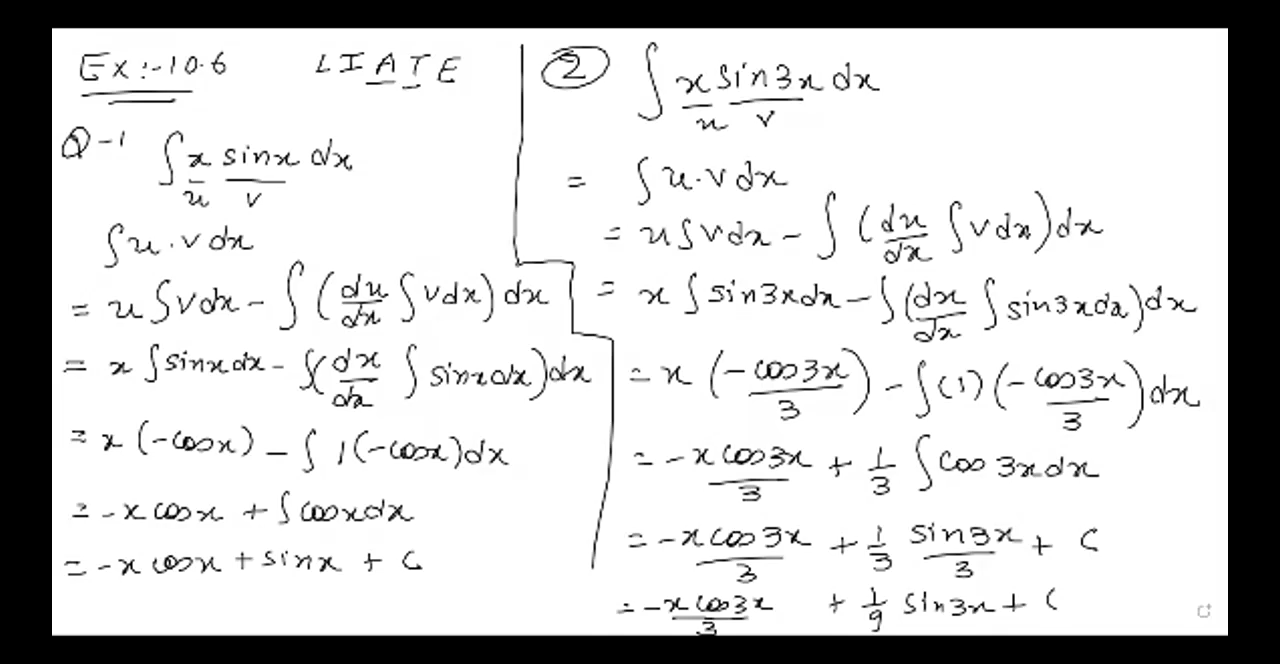 Ex:-10.6 LIATE
Q-1 ∫ x sinx dx
u v
∫u.v dx
= u ∫v dx - ∫(du/dx ∫v dx) dx
= x ∫sinx dx - ∫(dx/dx ∫sinx dx) dx
= x (-cosx) - ∫ 1(-cosx) dx
= -x cosx + ∫cosx dx
= -x cosx + sinx + C
② ∫ x sin3x dx
u v
= ∫u.v dx
= u ∫v dx - ∫(du/dx ∫v dx) dx
= x ∫sin3x dx - ∫(dx/dx ∫sin3x dx) dx
= x (-cos3x/3) - ∫(1)(-cos3x/3) dx
= -x cos3x/3 + 1/3 ∫cos 3x dx
= -x cos3x/3 + 1/3 sin3x/3 + C
= -x cos3x/3 + 1/9 sin3x + C